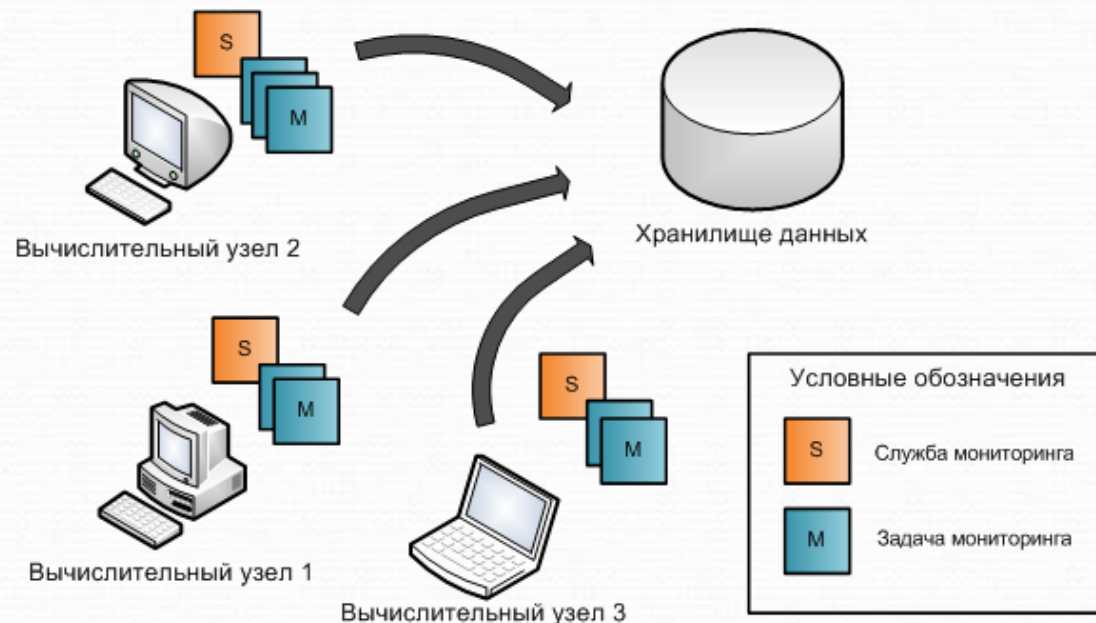 S
M
Вычислительный узел 2
Хранилище данных
S
M
Вычислительный узел 1
S
M
Вычислительный узел 3
Условные обозначения
S
Служба мониторинга
M
Задача мониторинга